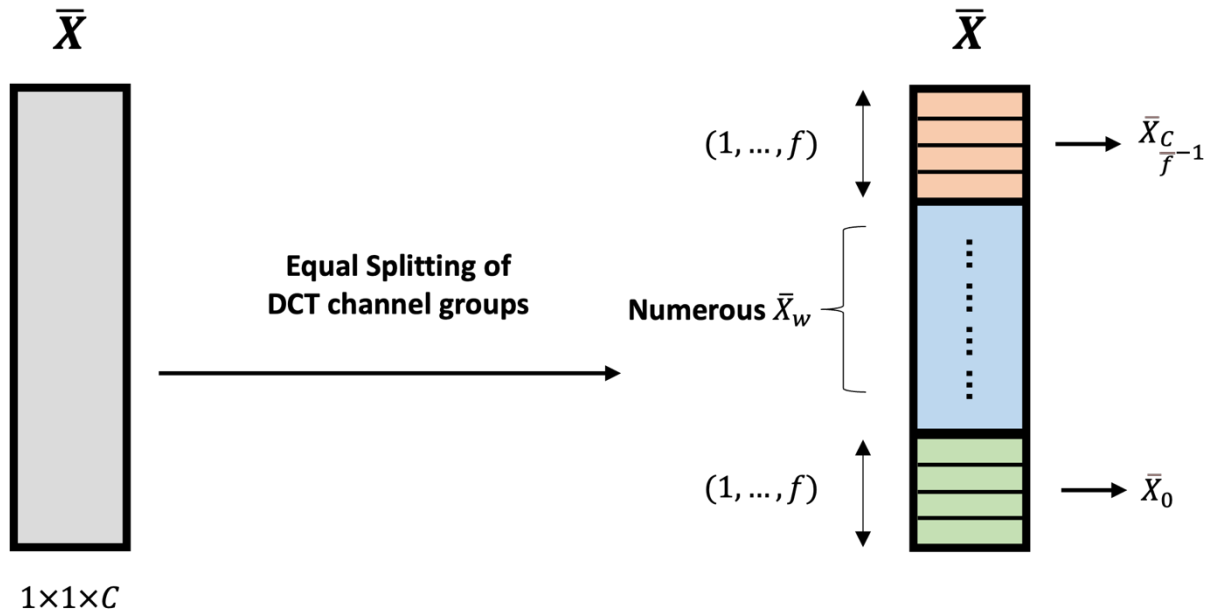 X̄
X̄
(1, …, f)
X̄_{C/f−1}
Equal Splitting of
DCT channel groups
Numerous X̄_w
(1, …, f)
X̄_0
1×1×C